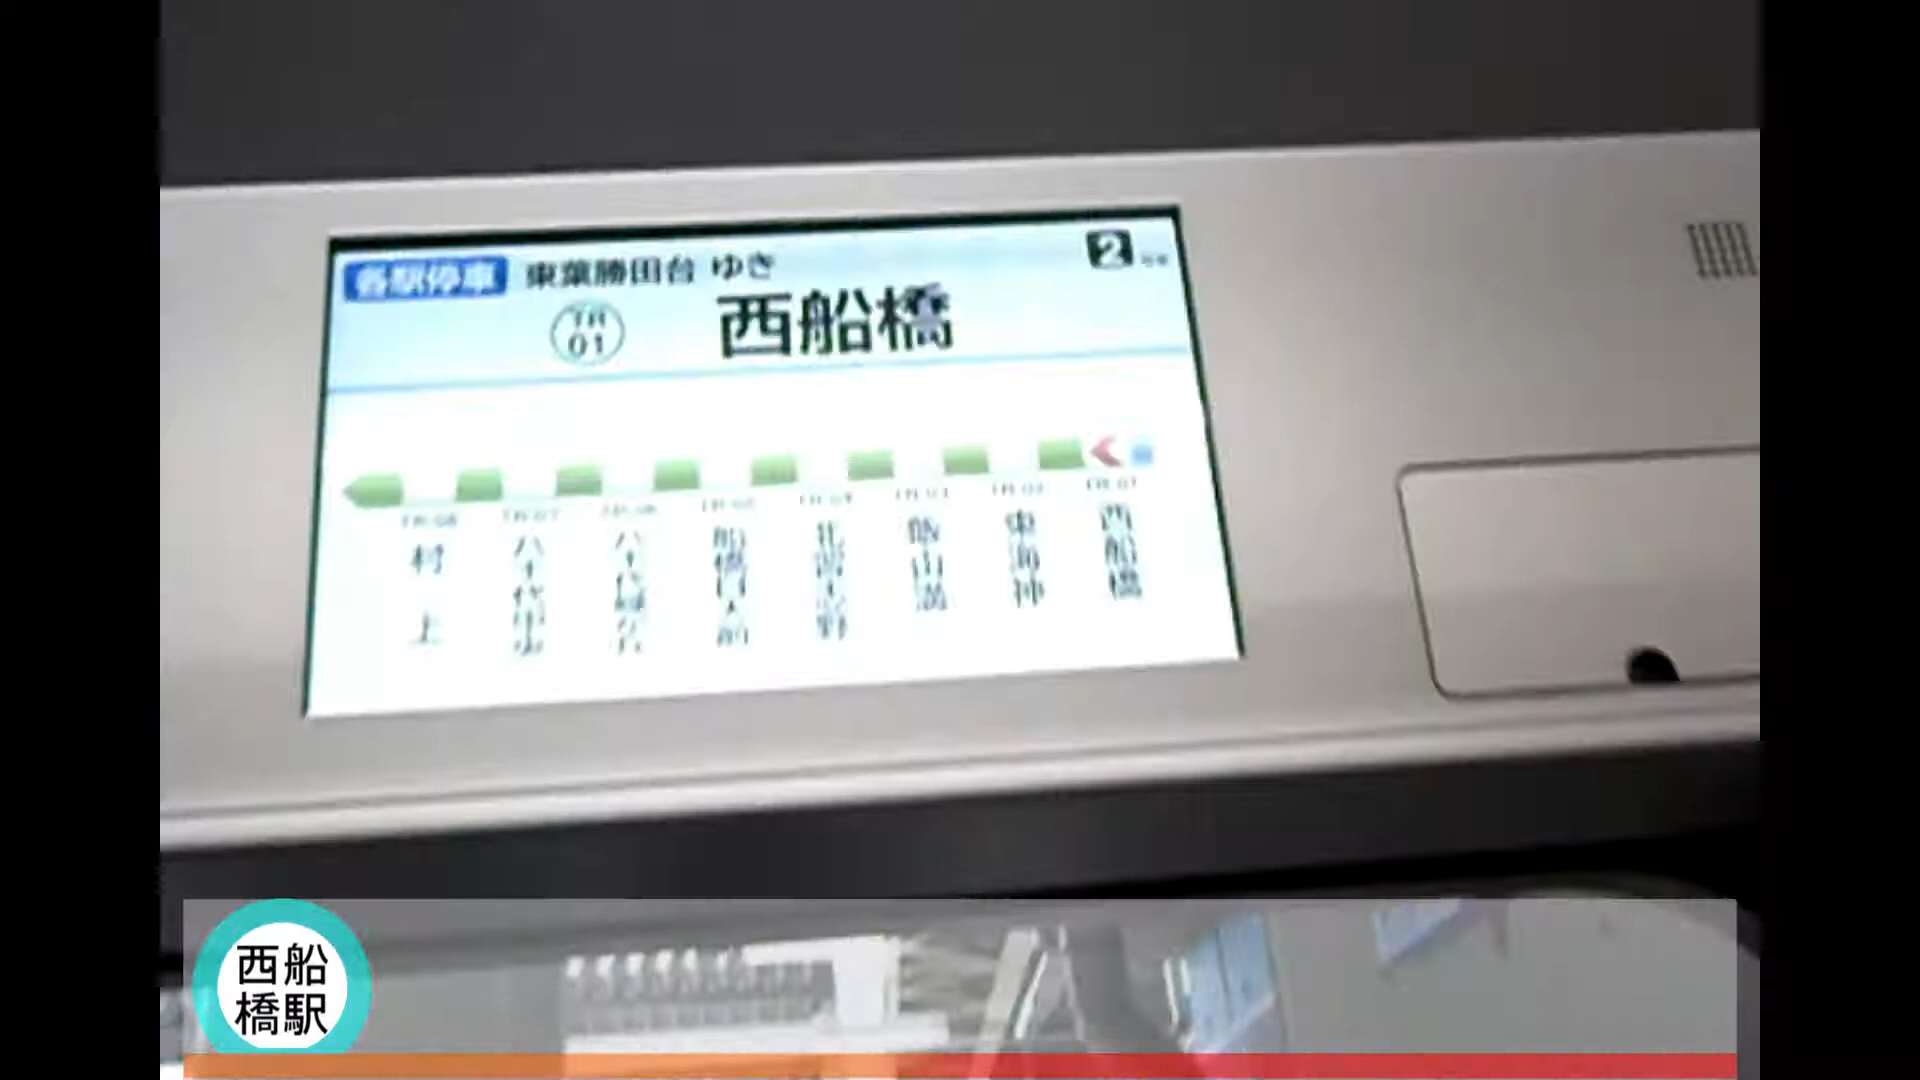 各駅停車 東葉勝田台 ゆき 2
TR 01 西船橋
村上
八千代中央
八千代緑が丘
船橋日大前
北習志野
飯山満
東海神
西船橋
西船橋駅